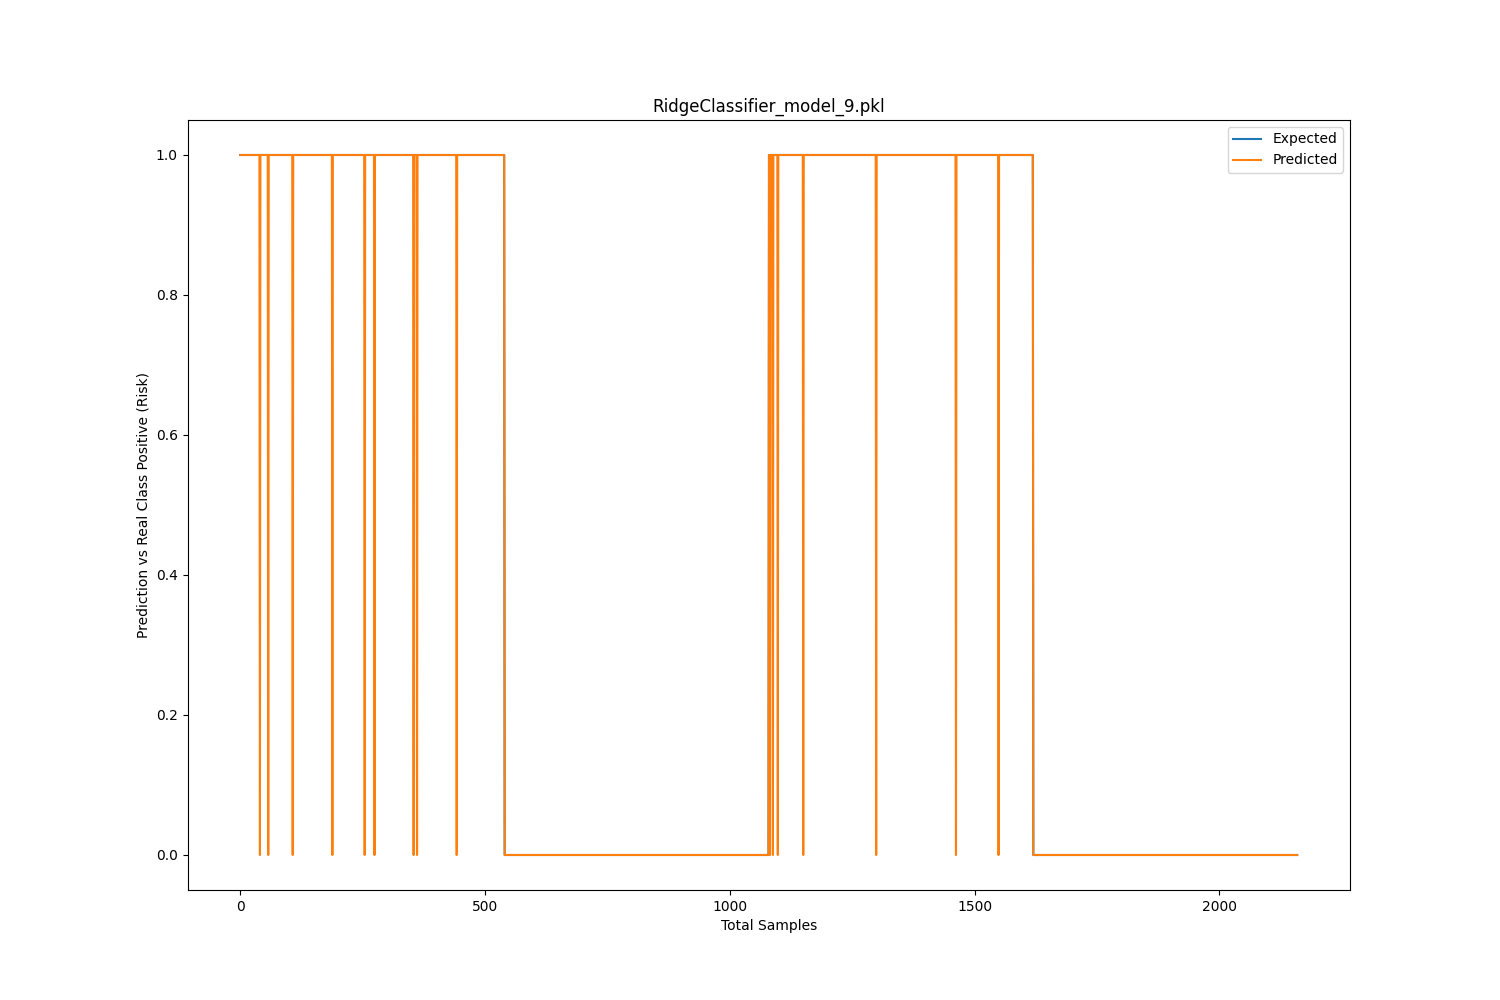 RidgeClassifier_model_9.pkl
Expected
Predicted
1.0
0.8
0.6
0.4
0.2
0.0
Prediction vs Real Class Positive (Risk)
0 500 1000 1500 2000
Total Samples